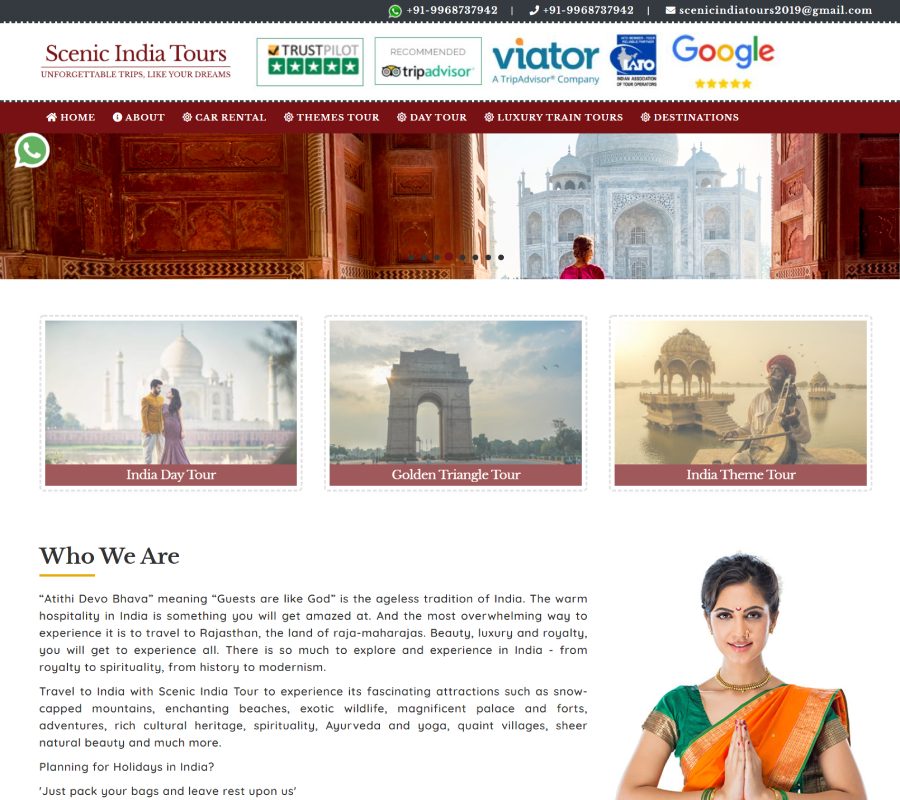 +91-9968737942 | +91-9968737942 | scenicindiatours2019@gmail.com
Scenic India Tours
UNFORGETTABLE TRIPS, LIKE YOUR DREAMS
TRUSTPILOT
RECOMMENDED
tripadvisor
viator
A TripAdvisor® Company
IATO
INDIAN ASSOCIATION
OF TOUR OPERATORS
Google
HOME ABOUT CAR RENTAL THEMES TOUR DAY TOUR LUXURY TRAIN TOURS DESTINATIONS
India Day Tour
Golden Triangle Tour
India Theme Tour
Who We Are
“Atithi Devo Bhava” meaning “Guests are like God” is the ageless tradition of India. The warm
hospitality in India is something you will get amazed at. And the most overwhelming way to
experience it is to travel to Rajasthan, the land of raja-maharajas. Beauty, luxury and royalty,
you will get to experience all. There is so much to explore and experience in India - from
royalty to spirituality, from history to modernism.
Travel to India with Scenic India Tour to experience its fascinating attractions such as snow-
capped mountains, enchanting beaches, exotic wildlife, magnificent palace and forts,
adventures, rich cultural heritage, spirituality, Ayurveda and yoga, quaint villages, sheer
natural beauty and much more.
Planning for Holidays in India?
'Just pack your bags and leave rest upon us'